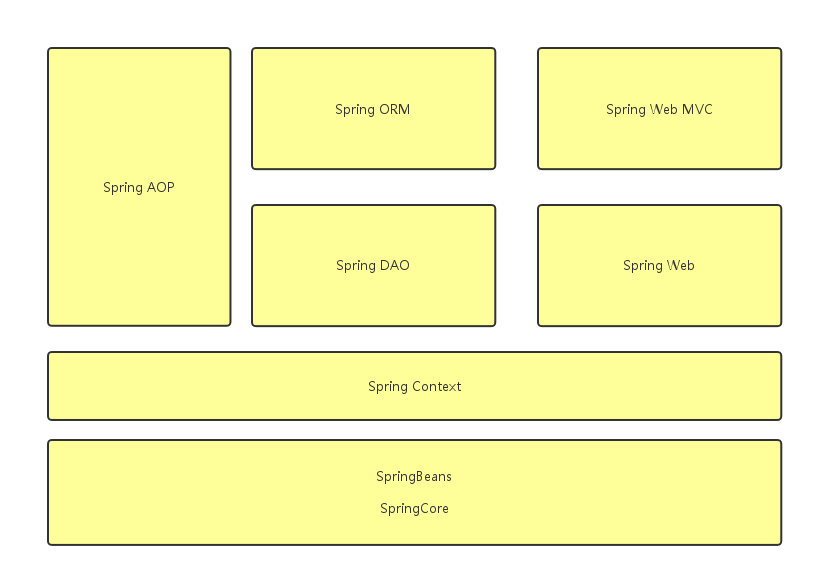 Spring ORM
Spring Web MVC
Spring AOP
Spring DAO
Spring Web
Spring Context
SpringBeans
SpringCore